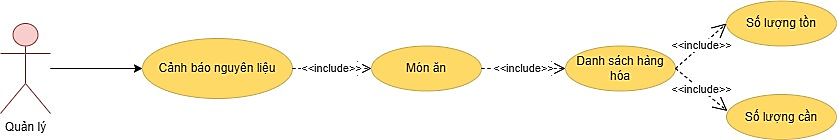 Quản lý
Cảnh báo nguyên liệu
<<include>>
Món ăn
<<include>>
Danh sách hàng
hóa
<<include>>
Số lượng tồn
<<include>>
Số lượng cần